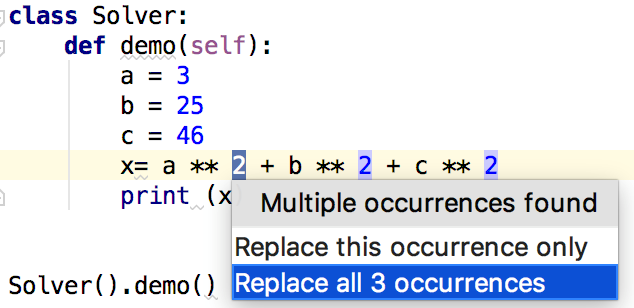 class Solver:
    def demo(self):
        a = 3
        b = 25
        c = 46
        x= a ** 2 + b ** 2 + c ** 2
        print (x
Multiple occurrences found
Replace this occurrence only
Replace all 3 occurrences
Solver().demo()